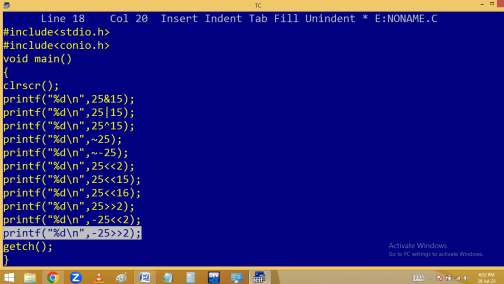 TC
Line 18 Col 20 Insert Indent Tab Fill Unindent * E:NONAME.C
#include<stdio.h>
#include<conio.h>
void main()
{
clrscr();
printf("%d\n",25&15);
printf("%d\n",25|15);
printf("%d\n",25^15);
printf("%d\n",~25);
printf("%d\n",~-25);
printf("%d\n",25<<2);
printf("%d\n",25<<15);
printf("%d\n",25<<16);
printf("%d\n",25>>2);
printf("%d\n",-25<<2);
printf("%d\n",-25>>2);
getch();
}
Activate Windows
Go to PC settings to activate Windows.